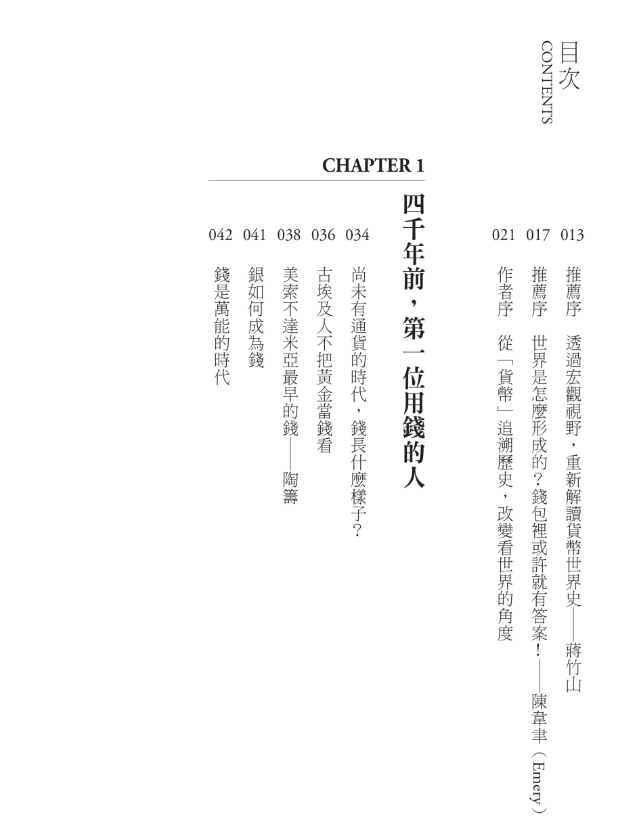 目次
CONTENTS
013 推薦序 透過宏觀視野，重新解讀貨幣世界史——蔣竹山
017 推薦序 世界是怎麼形成的？錢包裡或許就有答案！——陳韋聿（Emery）
021 作者序 從「貨幣」追溯歷史，改變看世界的角度
CHAPTER 1
四千年前，第一位用錢的人
034 尚未有通貨的時代，錢長什麼樣子？
036 古埃及人不把黃金當錢看
038 美索不達米亞最早的錢——陶籌
041 銀如何成為錢
042 錢是萬能的時代